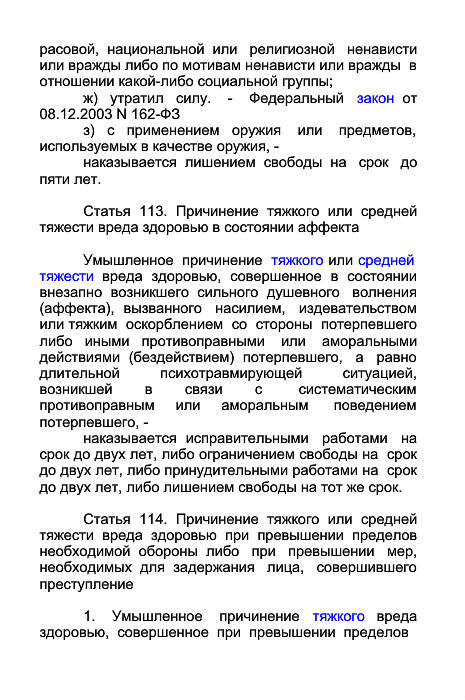 расовой, национальной или религиозной ненависти
или вражды либо по мотивам ненависти или вражды в
отношении какой-либо социальной группы;
ж) утратил силу. - Федеральный закон от
08.12.2003 N 162-ФЗ
з) с применением оружия или предметов,
используемых в качестве оружия, -
наказывается лишением свободы на срок до
пяти лет.
Статья 113. Причинение тяжкого или средней
тяжести вреда здоровью в состоянии аффекта
Умышленное причинение тяжкого или средней
тяжести вреда здоровью, совершенное в состоянии
внезапно возникшего сильного душевного волнения
(аффекта), вызванного насилием, издевательством
или тяжким оскорблением со стороны потерпевшего
либо иными противоправными или аморальными
действиями (бездействием) потерпевшего, а равно
длительной психотравмирующей ситуацией,
возникшей в связи с систематическим
противоправным или аморальным поведением
потерпевшего, -
наказывается исправительными работами на
срок до двух лет, либо ограничением свободы на срок
до двух лет, либо принудительными работами на срок
до двух лет, либо лишением свободы на тот же срок.
Статья 114. Причинение тяжкого или средней
тяжести вреда здоровью при превышении пределов
необходимой обороны либо при превышении мер,
необходимых для задержания лица, совершившего
преступление
1. Умышленное причинение тяжкого вреда
здоровью, совершенное при превышении пределов